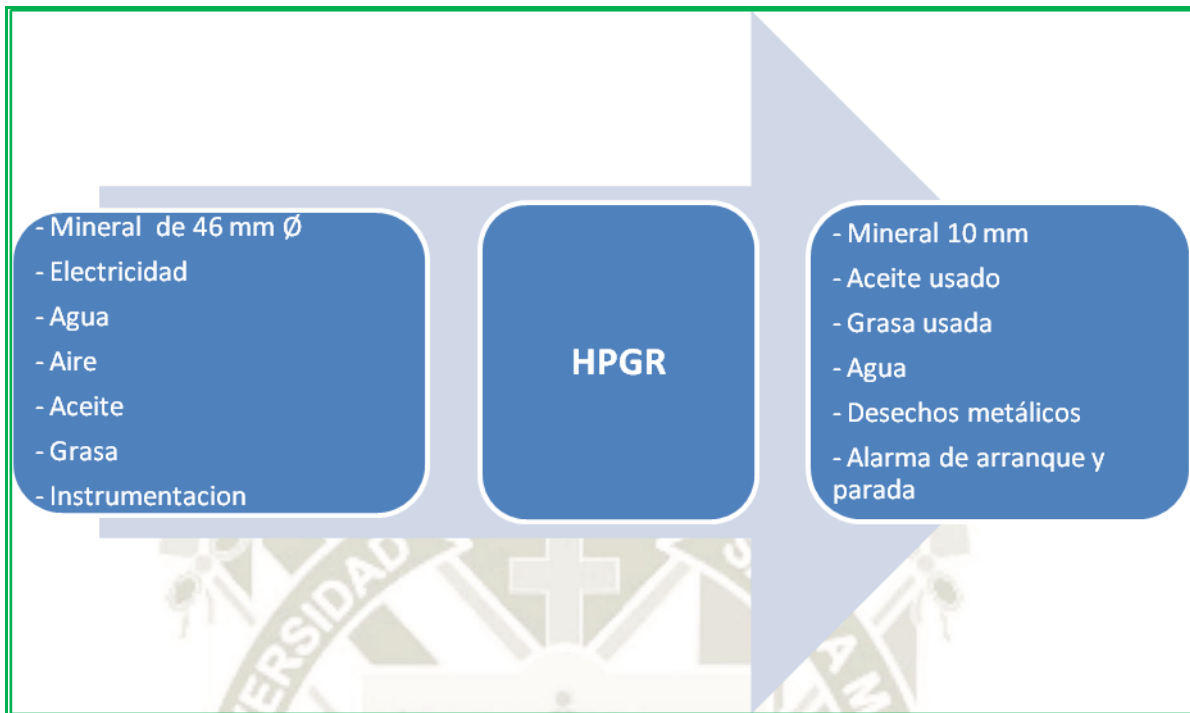 - Mineral de 46 mm Ø
- Electricidad
- Agua
- Aire
- Aceite
- Grasa
- Instrumentacion
HPGR
- Mineral 10 mm
- Aceite usado
- Grasa usada
- Agua
- Desechos metálicos
- Alarma de arranque y
parada